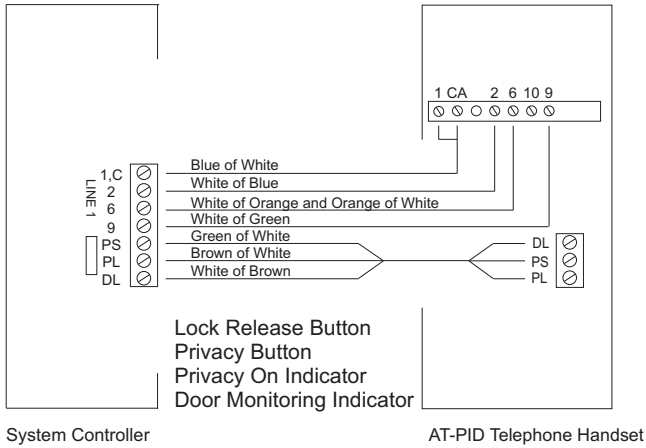 1 CA 2 6 10 9
LINE 1
1,C
2
6
9
PS
PL
DL
Blue of White
White of Blue
White of Orange and Orange of White
White of Green
Green of White
Brown of White
White of Brown
DL
PS
PL
Lock Release Button
Privacy Button
Privacy On Indicator
Door Monitoring Indicator
System Controller
AT-PID Telephone Handset